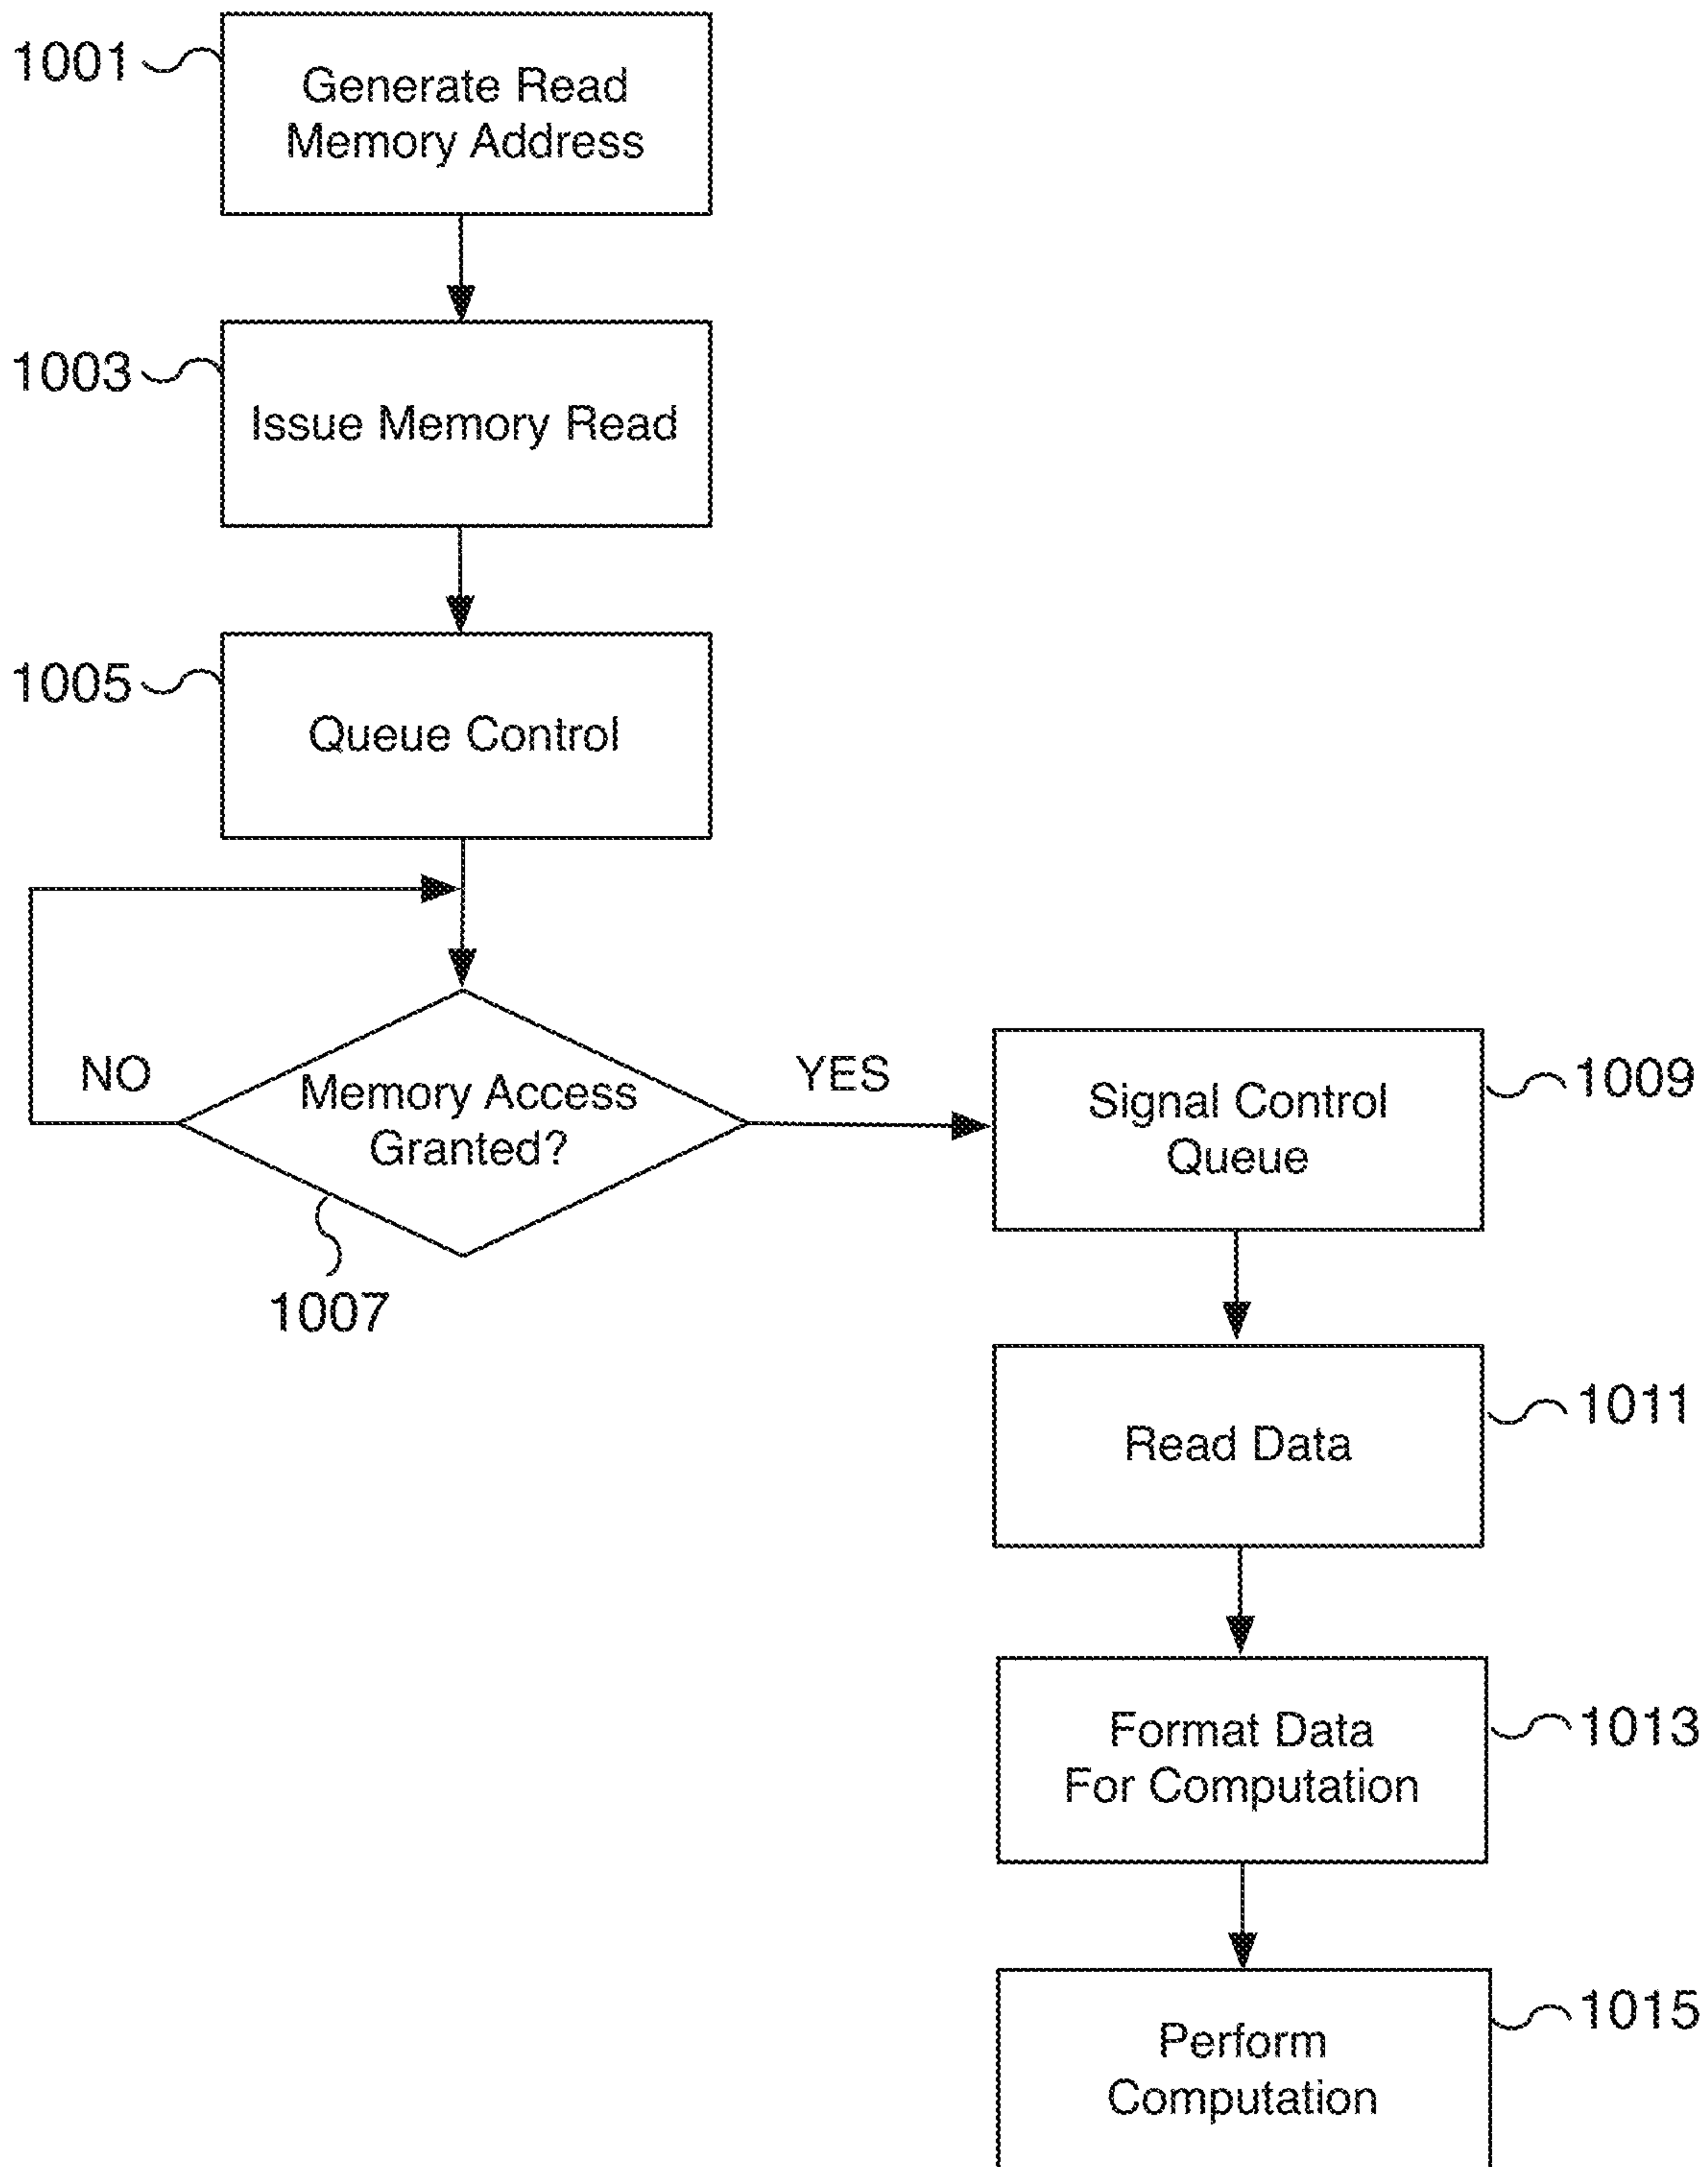 1001
Generate Read
Memory Address
1003
Issue Memory Read
1005
Queue Control
NO
Memory Access
Granted?
YES
1007
Signal Control
Queue
1009
Read Data
1011
Format Data
For Computation
1013
Perform
Computation
1015